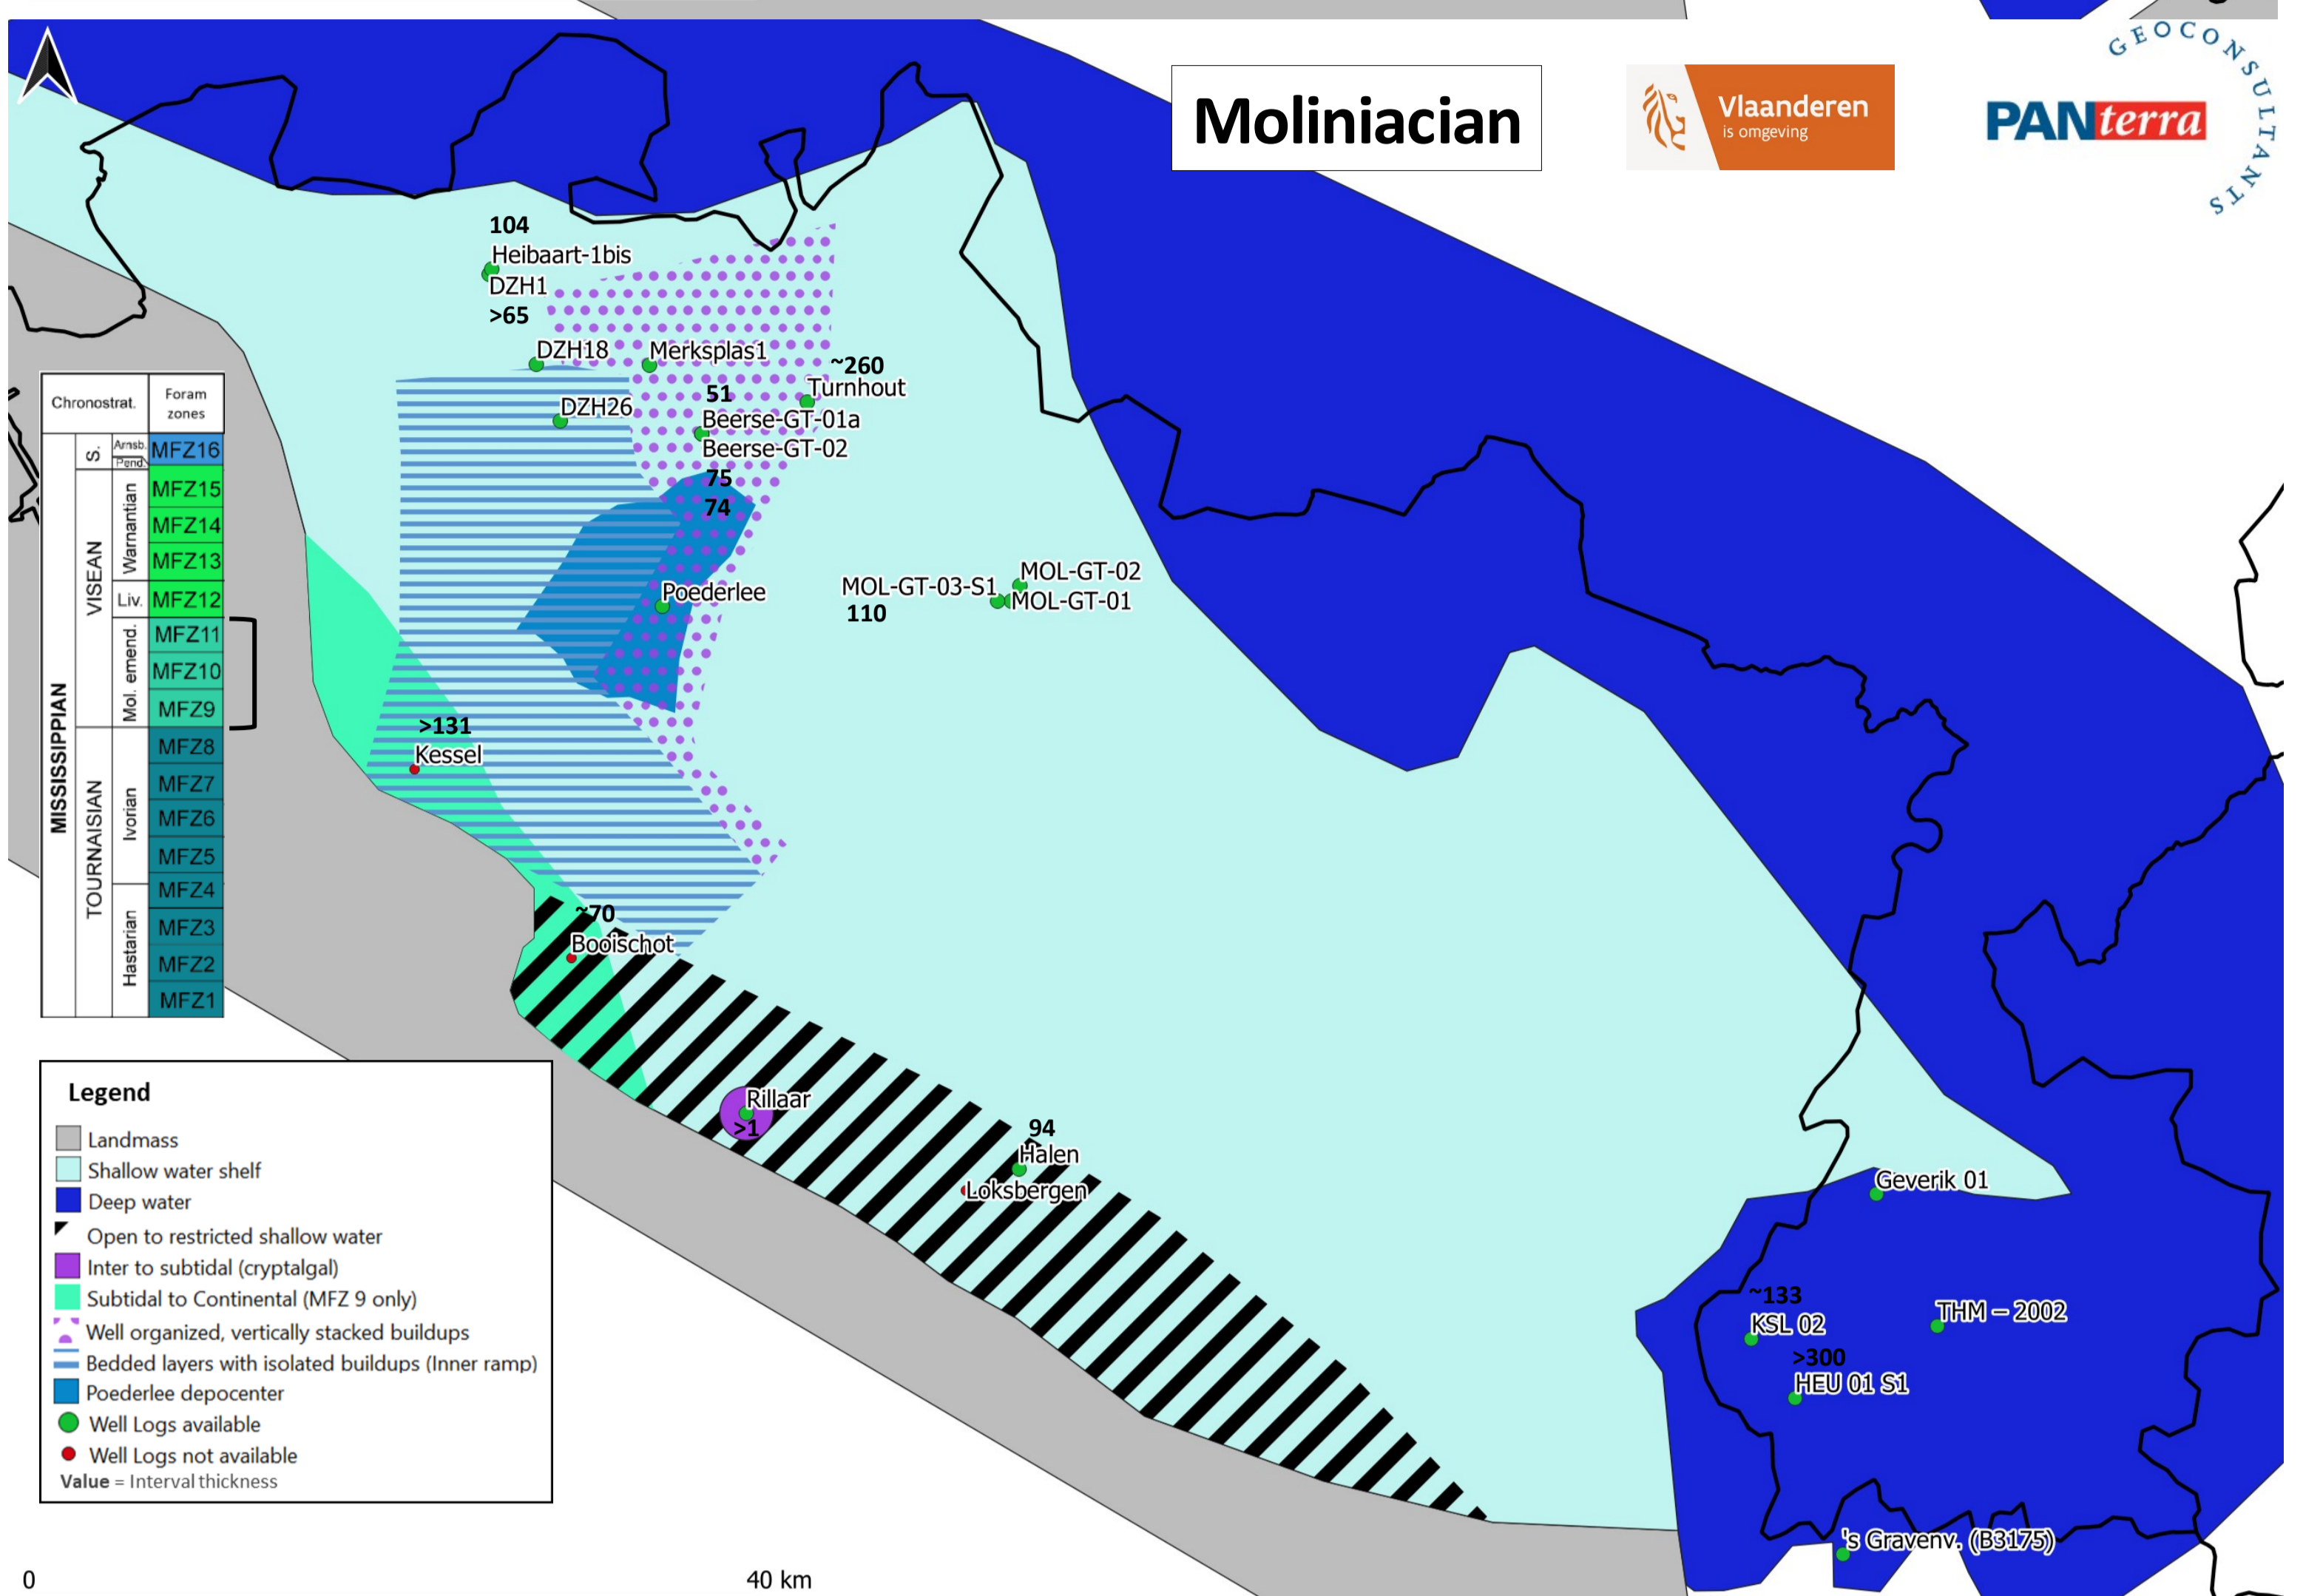 Moliniacian
Vlaanderen
is omgeving
GEOCONSULTANTS
PANterra
104
Heibaart-1bis
DZH1
>65
DZH18
Merksplas1
~260
Turnhout
51
DZH26
Beerse-GT-01a
Beerse-GT-02
75
74
Poederlee
MOL-GT-02
MOL-GT-03-S1
MOL-GT-01
110
>131
Kessel
~70
Booischot
Rillaar
>1
94
Halen
Loksbergen
Geverik 01
~133
KSL 02
THM – 2002
>300
HEU 01 S1
's Gravenv. (B3175)
Chronostrat.
Foram
zones
MISSISSIPPIAN
S.
VISEAN
TOURNAISIAN
Arnsb.
Pend.
Warnantian
Liv.
Mol. emend.
Ivorian
Hastarian
MFZ16
MFZ15
MFZ14
MFZ13
MFZ12
MFZ11
MFZ10
MFZ9
MFZ8
MFZ7
MFZ6
MFZ5
MFZ4
MFZ3
MFZ2
MFZ1
Legend
Landmass
Shallow water shelf
Deep water
Open to restricted shallow water
Inter to subtidal (cryptalgal)
Subtidal to Continental (MFZ 9 only)
Well organized, vertically stacked buildups
Bedded layers with isolated buildups (Inner ramp)
Poederlee depocenter
Well Logs available
Well Logs not available
Value = Interval thickness
0
40 km